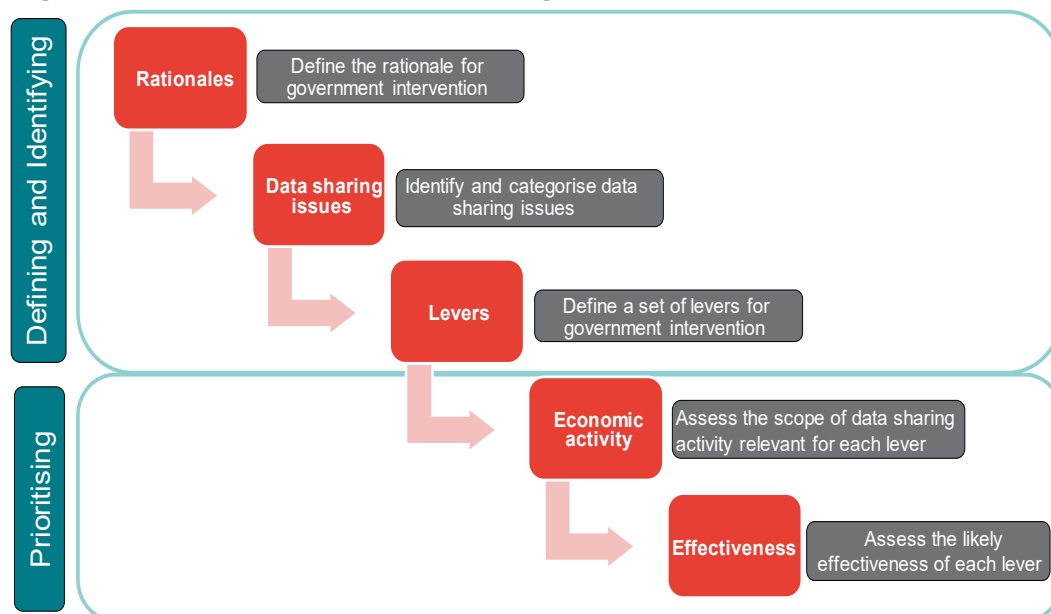 Defining and Identifying
Rationales
Define the rationale for
government intervention
Data sharing
issues
Identify and categorise data
sharing issues
Levers
Define a set of levers for
government intervention
Prioritising
Economic
activity
Assess the scope of data sharing
activity relevant for each lever
Effectiveness
Assess the likely
effectiveness of each lever